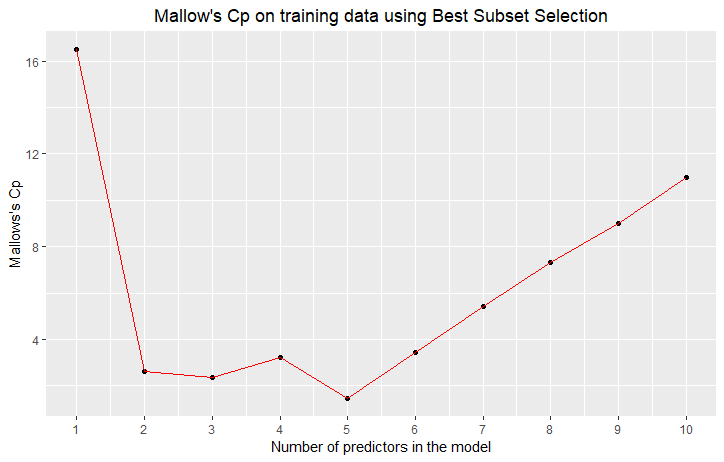 Mallow's Cp on training data using Best Subset Selection
16
12
8
4
Mallows's Cp
1 2 3 4 5 6 7 8 9 10
Number of predictors in the model